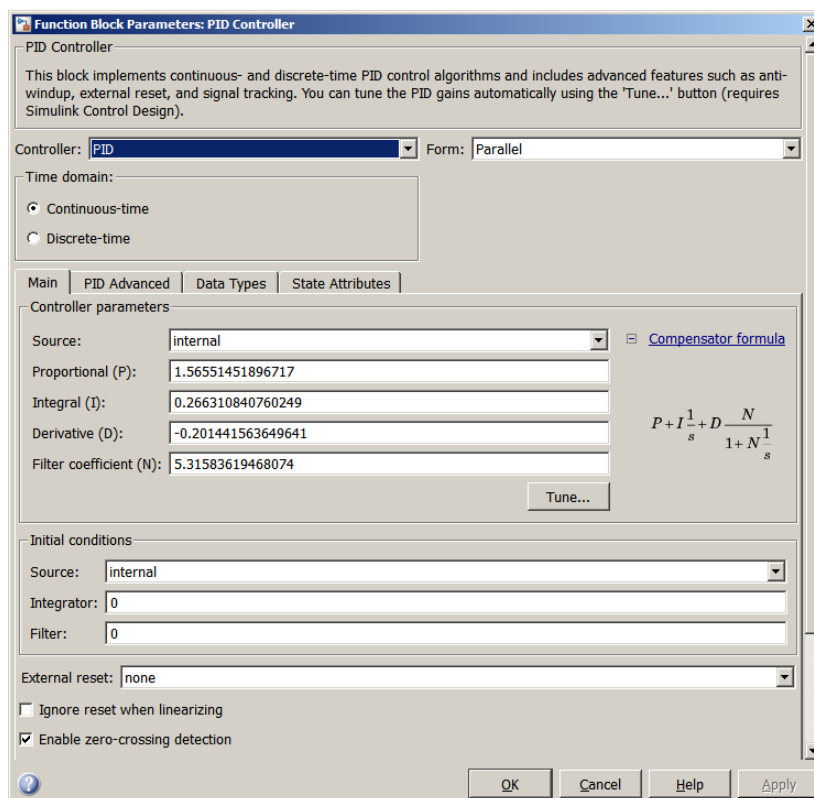 Function Block Parameters: PID Controller
PID Controller
This block implements continuous- and discrete-time PID control algorithms and includes advanced features such as anti-
windup, external reset, and signal tracking. You can tune the PID gains automatically using the 'Tune...' button (requires
Simulink Control Design).
Controller: PID Form: Parallel
Time domain:
Continuous-time
Discrete-time
Main PID Advanced Data Types State Attributes
Controller parameters
Source: internal Compensator formula
Proportional (P): 1.56551451896717
Integral (I): 0.266310840760249
Derivative (D): -0.201441563649641
P+I 1/s + D N/(1+N 1/s)
Filter coefficient (N): 5.31583619468074
Tune...
Initial conditions
Source: internal
Integrator: 0
Filter: 0
External reset: none
Ignore reset when linearizing
Enable zero-crossing detection
? OK Cancel Help Apply